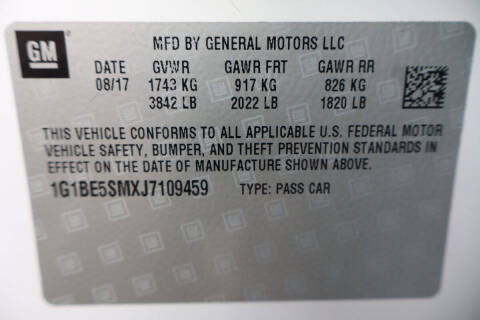 GM
MFD BY GENERAL MOTORS LLC
DATE GVWR GAWR FRT GAWR RR
08/17 1743 KG 917 KG 826 KG
3842 LB 2022 LB 1820 LB
THIS VEHICLE CONFORMS TO ALL APPLICABLE U.S. FEDERAL MOTOR
VEHICLE SAFETY, BUMPER, AND THEFT PREVENTION STANDARDS IN
EFFECT ON THE DATE OF MANUFACTURE SHOWN ABOVE.
1G1BE5SMXJ7109459 TYPE: PASS CAR